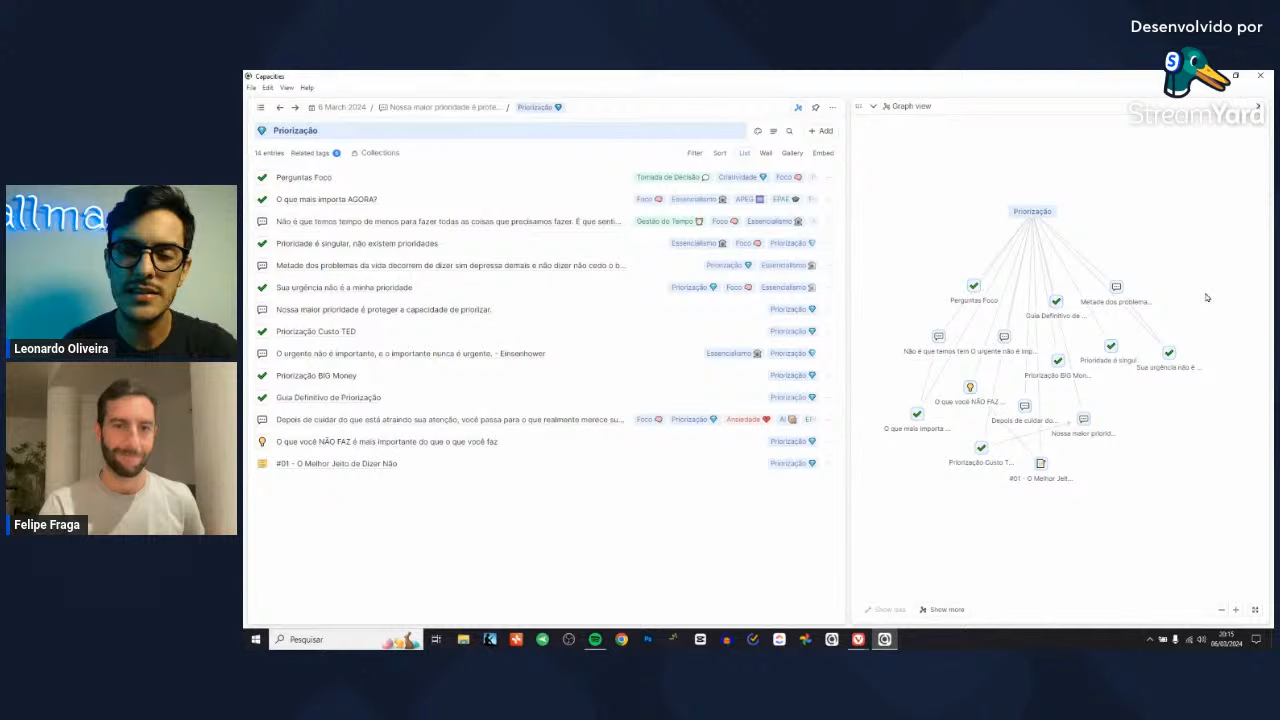 Desenvolvido por
StreamYard
Capacities
File Edit View Help
6 March 2024 / Nossa maior prioridade é prote... / Priorização
Graph view
Priorização
+ Add
14 entries Related tags Collections
Filter Sort List Wall Gallery Embed
Perguntas Foco Tomada de Decisão Criatividade Foco
O que mais importa AGORA? Foco Essencialismo APEG EPAE
Não é que temos tempo de menos para fazer todas as coisas que precisamos fazer. É que senti... Gestão do Tempo Foco Essencialismo
Prioridade é singular, não existem prioridades Essencialismo Foco Priorização
Metade dos problemas da vida decorrem de dizer sim depressa demais e não dizer não cedo o b... Priorização Essencialismo
Sua urgência não é a minha prioridade Priorização Foco Essencialismo
Nossa maior prioridade é proteger a capacidade de priorizar. Priorização
Priorização Custo TED Priorização
O urgente não é importante, e o importante nunca é urgente. - Einsenhower Essencialismo Priorização
Priorização BIG Money Priorização
Guia Definitivo de Priorização Priorização
Depois de cuidar do que está atraindo sua atenção, você passa para o que realmente merece su... Foco Priorização Ansiedade
O que você NÃO FAZ é mais importante do que o que você faz Priorização
#01 - O Melhor Jeito de Dizer Não Priorização
Priorização
Perguntas Foco
Metade dos problema...
Guia Definitivo de ...
Não é que temos tem
O urgente não é imp...
Prioridade é singul...
Sua urgência não é ...
Priorização BIG Mon...
O que você NÃO FAZ ...
O que mais importa ...
Depois de cuidar do...
Nossa maior priorid...
Priorização Custo T...
#01 - O Melhor Jeit...
Show more
allma
Leonardo Oliveira
Felipe Fraga
Pesquisar
20:15
06/03/2024